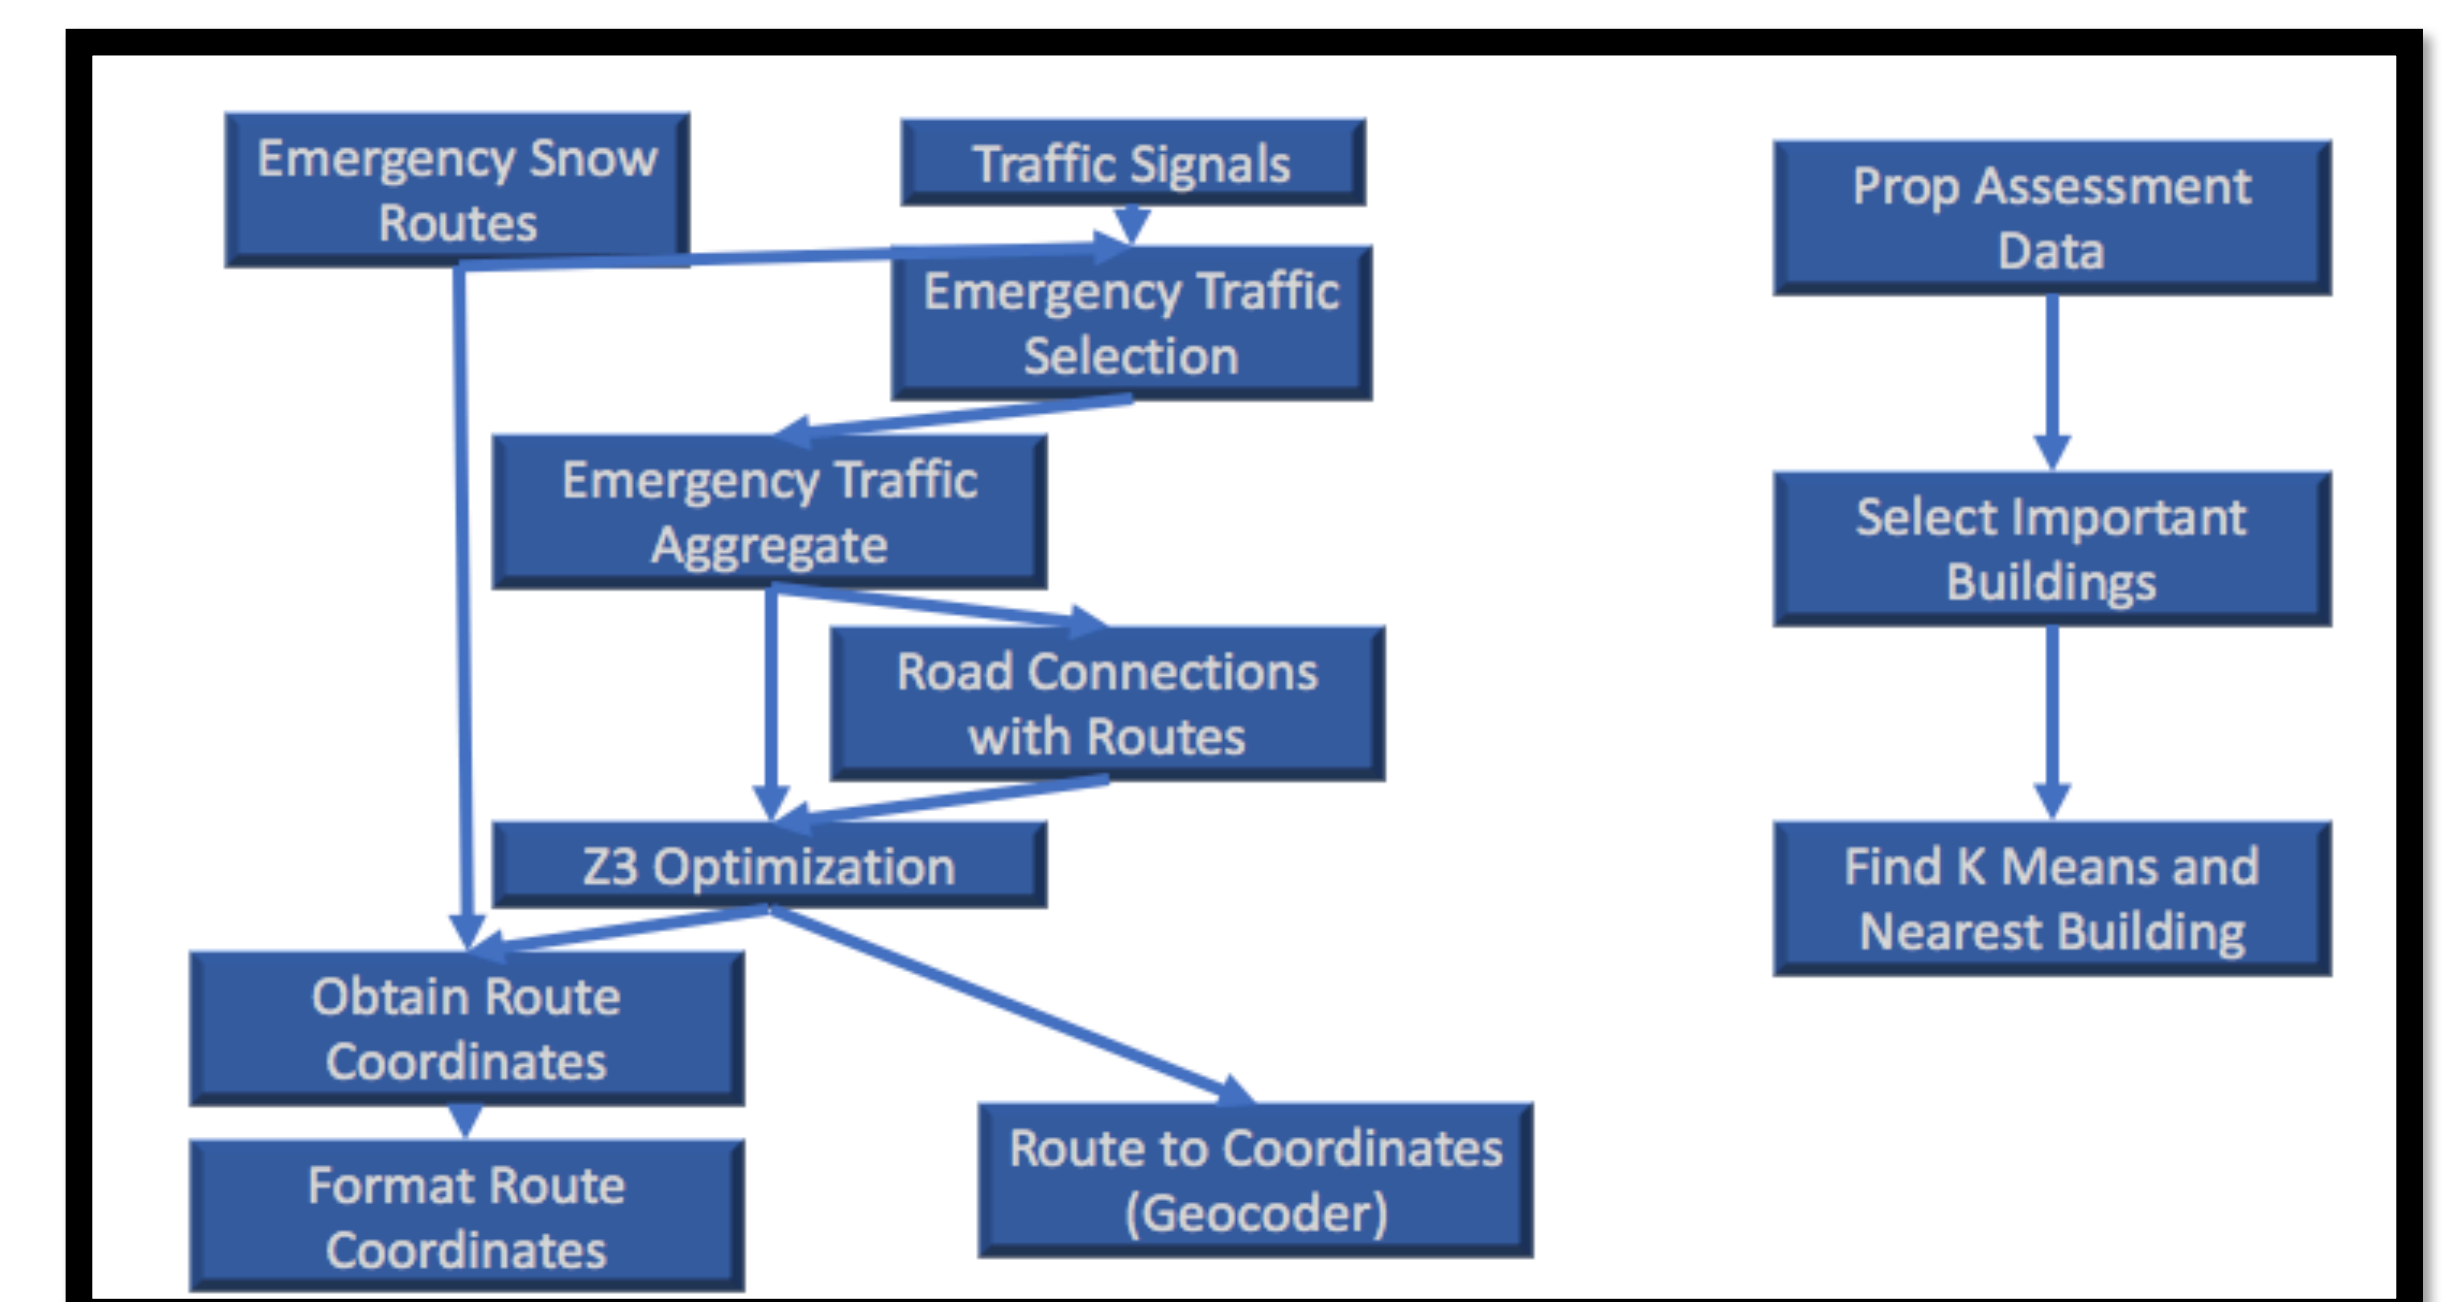 Emergency Snow
Routes
Traffic Signals
Prop Assessment
Data
Emergency Traffic
Selection
Emergency Traffic
Aggregate
Select Important
Buildings
Road Connections
with Routes
Z3 Optimization
Find K Means and
Nearest Building
Obtain Route
Coordinates
Route to Coordinates
(Geocoder)
Format Route
Coordinates